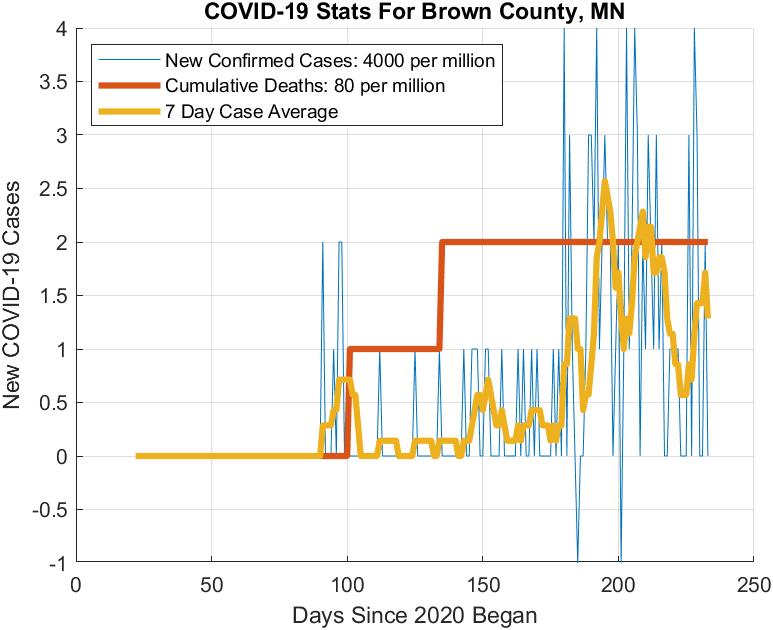 COVID-19 Stats For Brown County, MN
New Confirmed Cases: 4000 per million
Cumulative Deaths: 80 per million
7 Day Case Average
New COVID-19 Cases
4
3.5
3
2.5
2
1.5
1
0.5
0
-0.5
-1
0 50 100 150 200 250
Days Since 2020 Began